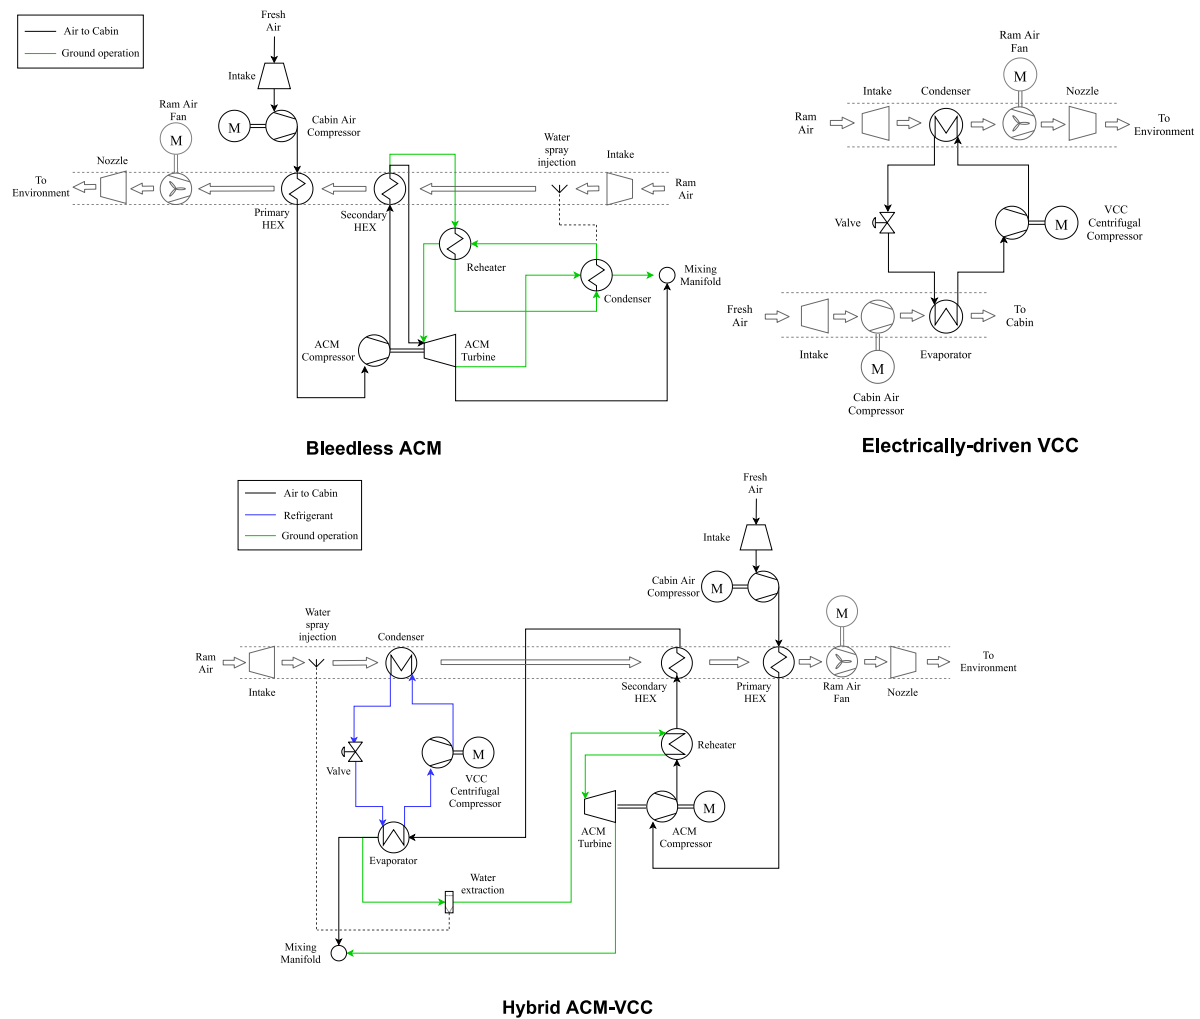 Air to Cabin
Ground operation
Fresh
Air
Intake
Ram Air
Fan
M
M
Cabin Air
Compressor
Water
spray
injection
Intake
Nozzle
To
Environment
Ram
Air
Primary
HEX
Secondary
HEX
Reheater
Condenser
Mixing
Manifold
ACM
Compressor
ACM
Turbine
Bleedless ACM
Ram Air
Fan
M
Intake
Condenser
Nozzle
Ram
Air
To
Environment
Valve
M
VCC
Centrifugal
Compressor
Fresh
Air
To
Cabin
Intake
Evaporator
M
Cabin Air
Compressor
Electrically-driven VCC
Air to Cabin
Refrigerant
Ground operation
Fresh
Air
Intake
Cabin Air
Compressor
M
M
Water
spray
injection
Condenser
Ram
Air
To
Environment
Intake
Secondary
HEX
Primary
HEX
Ram Air
Fan
Nozzle
Reheater
Valve
M
VCC
Centrifugal
Compressor
M
ACM
Turbine
ACM
Compressor
Evaporator
Water
extraction
Mixing
Manifold
Hybrid ACM-VCC